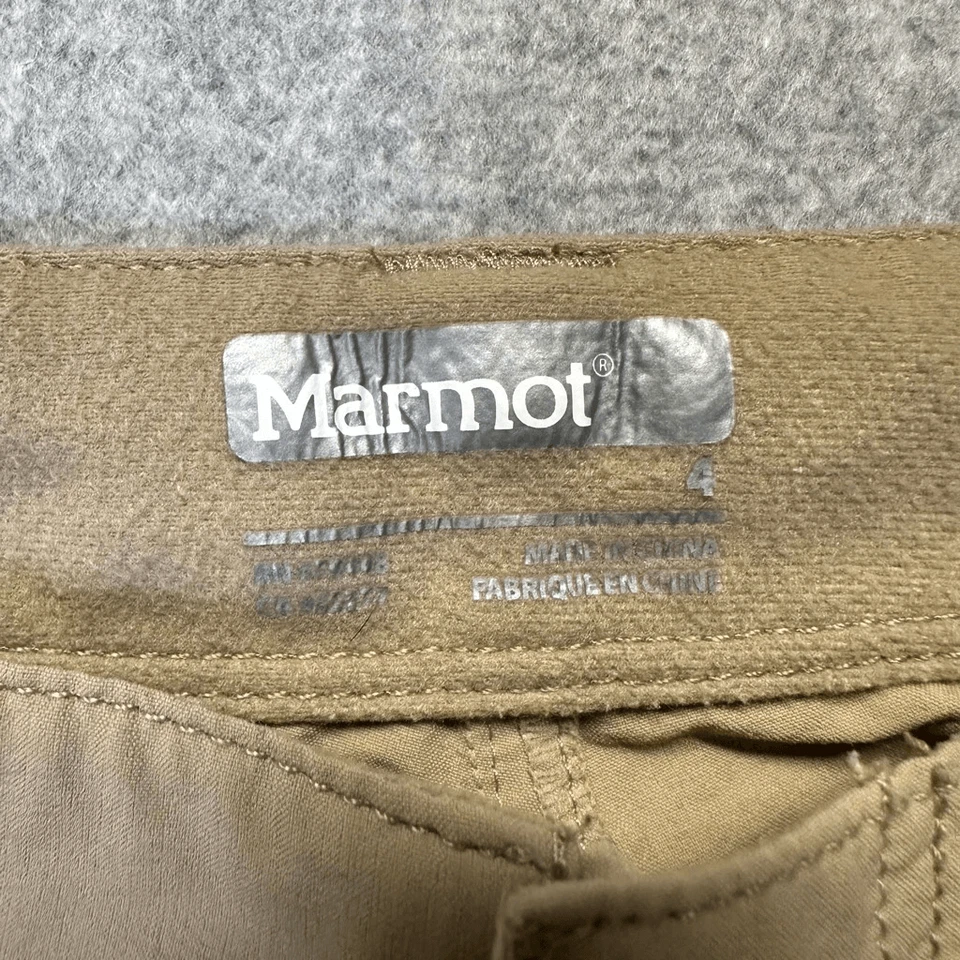 Marmot®
4
MADE IN CHINA
FABRIQUE EN CHINE